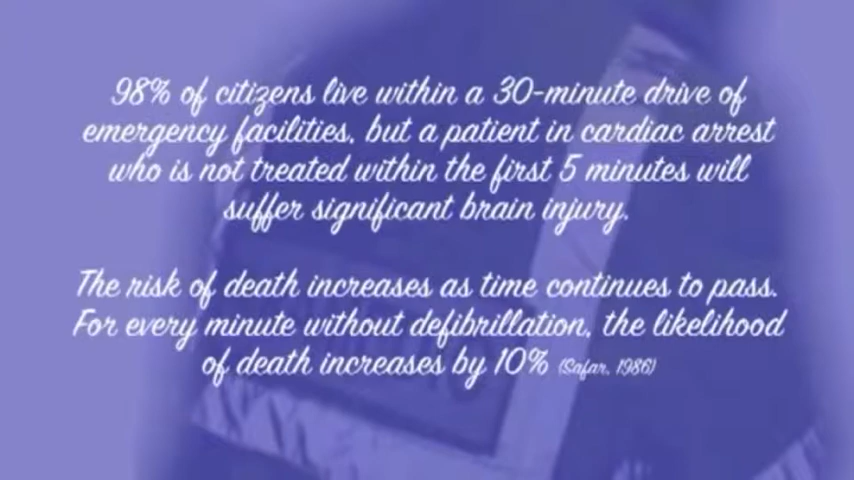 98% of citizens live within a 30-minute drive of
emergency facilities, but a patient in cardiac arrest
who is not treated within the first 5 minutes will
suffer significant brain injury.
The risk of death increases as time continues to pass.
For every minute without defibrillation, the likelihood
of death increases by 10% (Safar, 1986)